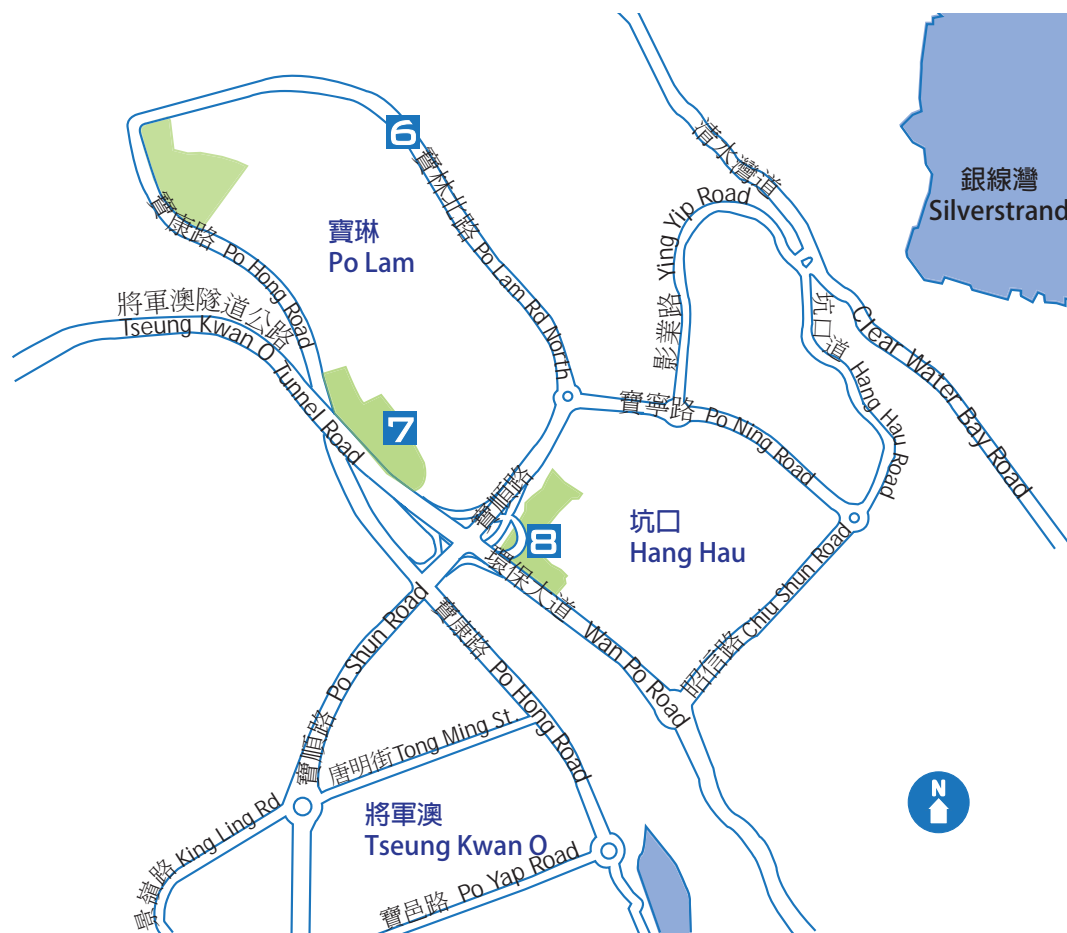 6
寶林北路 Po Lam Rd North
清水灣道
Clear Water Bay Road
銀線灣
Silverstrand
寶琳
Po Lam
寶康路 Po Hong Road
影業路 Ying Yip Road
將軍澳隧道公路
Tseung Kwan O Tunnel Road
坑口道 Hang Hau Road
7
寶寧路 Po Ning Road
寶順路
8
坑口
Hang Hau
環保大道 Wan Po Road
昭信路 Chiu Shun Road
寶順路 Po Shun Road
寶康路 Po Hong Road
唐明街 Tong Ming St.
景嶺路 King Ling Rd
將軍澳
Tseung Kwan O
寶邑路 Po Yap Road
N